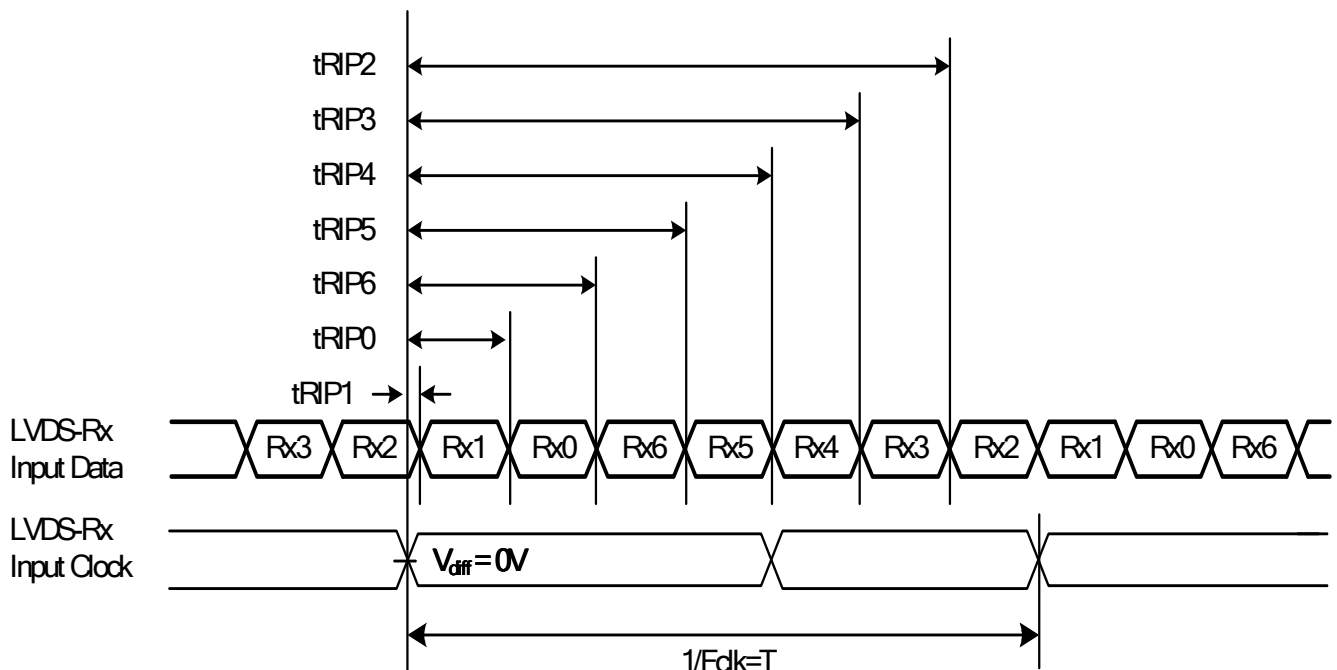 tRIP2
tRIP3
tRIP4
tRIP5
tRIP6
tRIP0
tRIP1
LVDS-Rx
Input Data
Rx3 Rx2 Rx1 Rx0 Rx6 Rx5 Rx4 Rx3 Rx2 Rx1 Rx0 Rx6
LVDS-Rx
Input Clock
Vdiff = 0V
1/Fclk=T